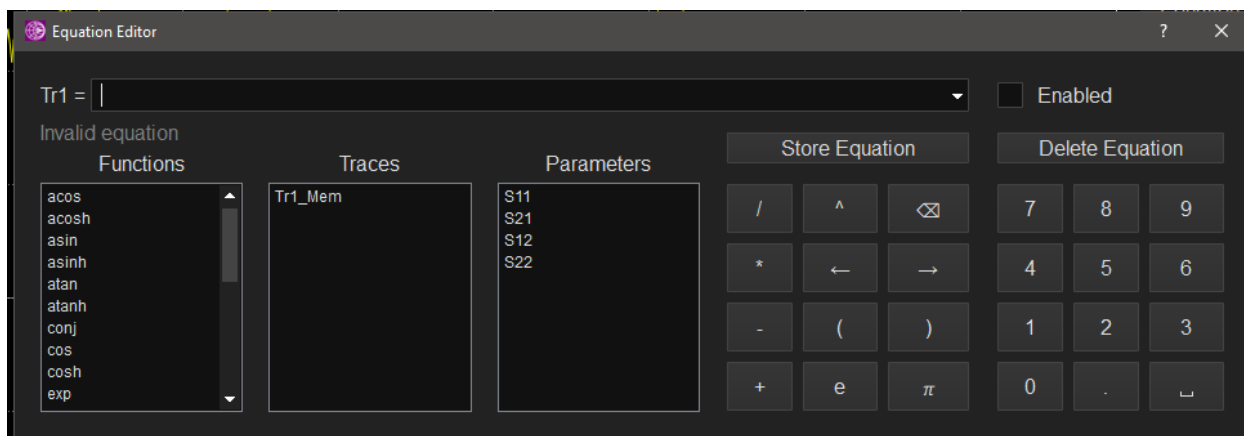 Equation Editor ? ×
Tr1 = Enabled
Invalid equation
Store Equation Delete Equation
Functions Traces Parameters
acos
acosh
asin
asinh
atan
atanh
conj
cos
cosh
exp
Tr1_Mem
S11
S21
S12
S22
/ ^ ⌫ 7 8 9
* ← → 4 5 6
- ( ) 1 2 3
+ e π 0 . ␣